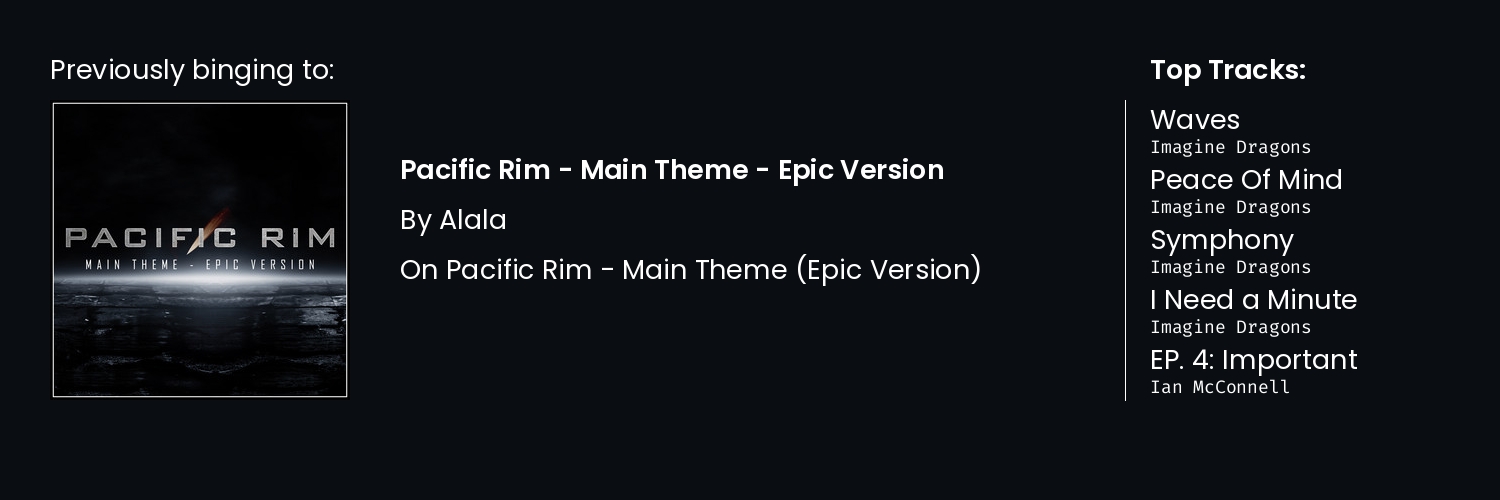 Previously binging to:
PACIFIC RIM
MAIN THEME - EPIC VERSION
Pacific Rim - Main Theme - Epic Version
By Alala
On Pacific Rim - Main Theme (Epic Version)
Top Tracks:
Waves
Imagine Dragons
Peace Of Mind
Imagine Dragons
Symphony
Imagine Dragons
I Need a Minute
Imagine Dragons
EP. 4: Important
Ian McConnell